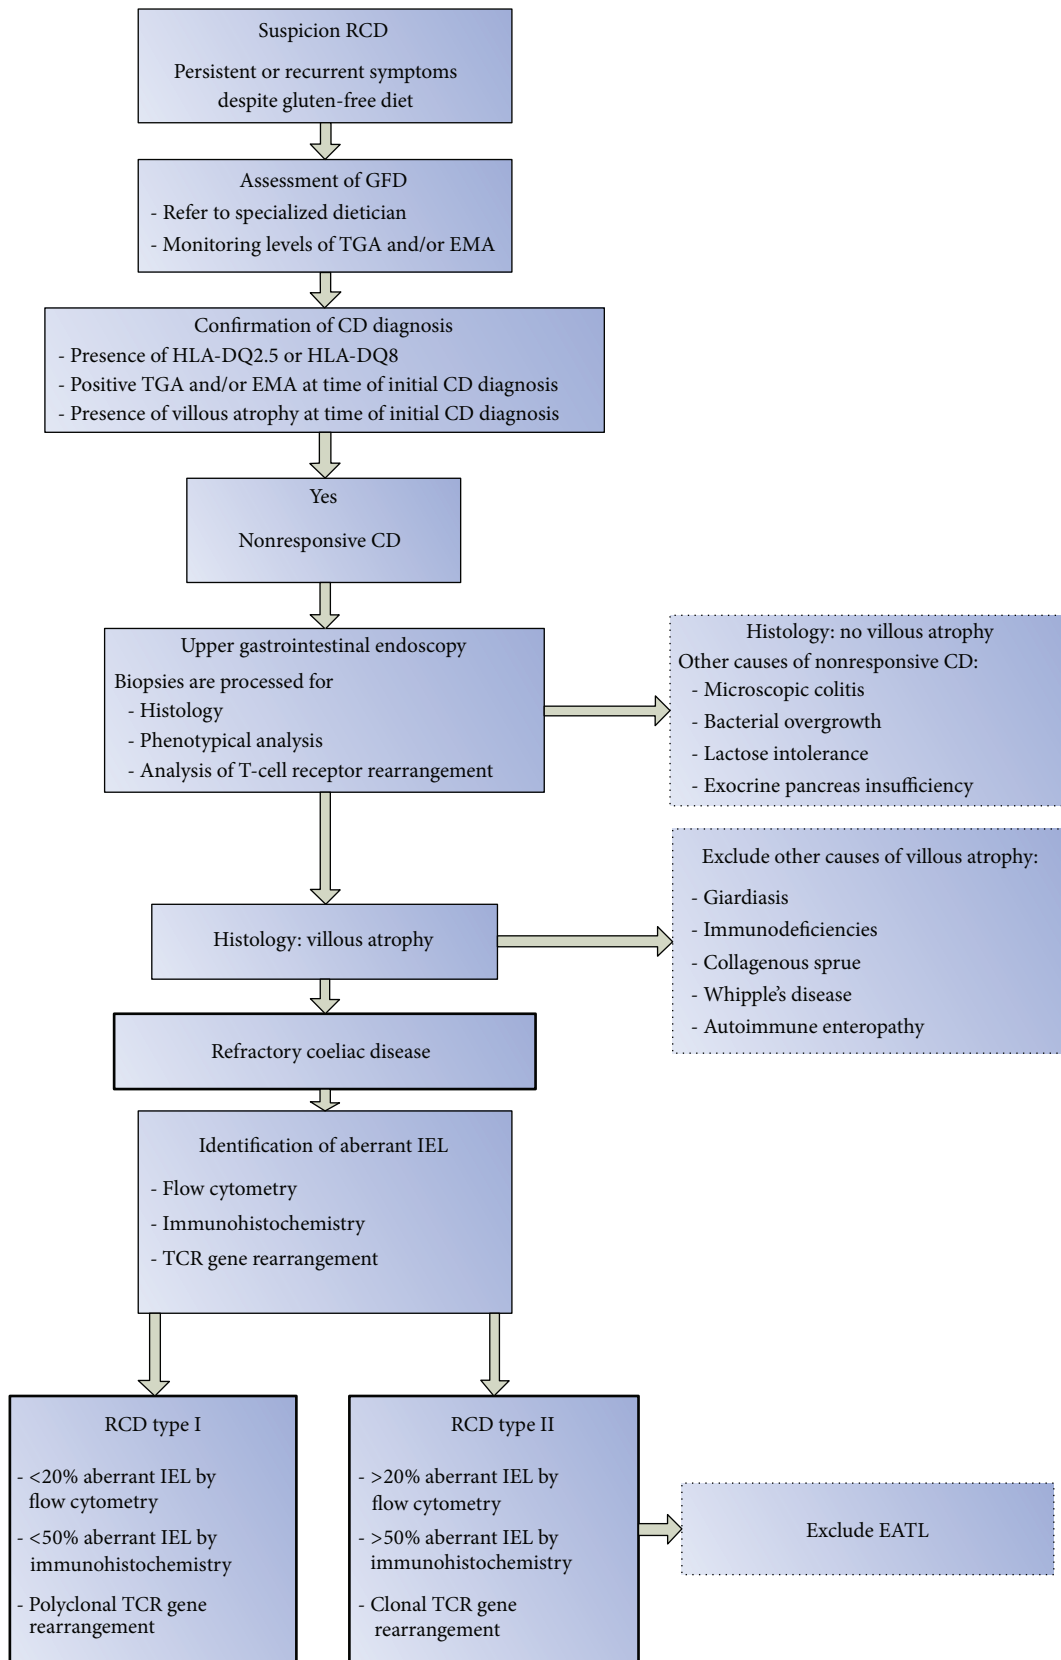 Suspicion RCD
Persistent or recurrent symptoms
despite gluten-free diet
Assessment of GFD
- Refer to specialized dietician
- Monitoring levels of TGA and/or EMA
Confirmation of CD diagnosis
- Presence of HLA-DQ2.5 or HLA-DQ8
- Positive TGA and/or EMA at time of initial CD diagnosis
- Presence of villous atrophy at time of initial CD diagnosis
Yes
Nonresponsive CD
Upper gastrointestinal endoscopy
Biopsies are processed for
- Histology
- Phenotypical analysis
- Analysis of T-cell receptor rearrangement
Histology: no villous atrophy
Other causes of nonresponsive CD:
- Microscopic colitis
- Bacterial overgrowth
- Lactose intolerance
- Exocrine pancreas insufficiency
Histology: villous atrophy
Exclude other causes of villous atrophy:
- Giardiasis
- Immunodeficiencies
- Collagenous sprue
- Whipple's disease
- Autoimmune enteropathy
Refractory coeliac disease
Identification of aberrant IEL
- Flow cytometry
- Immunohistochemistry
- TCR gene rearrangement
RCD type I
- <20% aberrant IEL by
flow cytometry
- <50% aberrant IEL by
immunohistochemistry
- Polyclonal TCR gene
rearrangement
RCD type II
- >20% aberrant IEL by
flow cytometry
- >50% aberrant IEL by
immunohistochemistry
- Clonal TCR gene
rearrangement
Exclude EATL